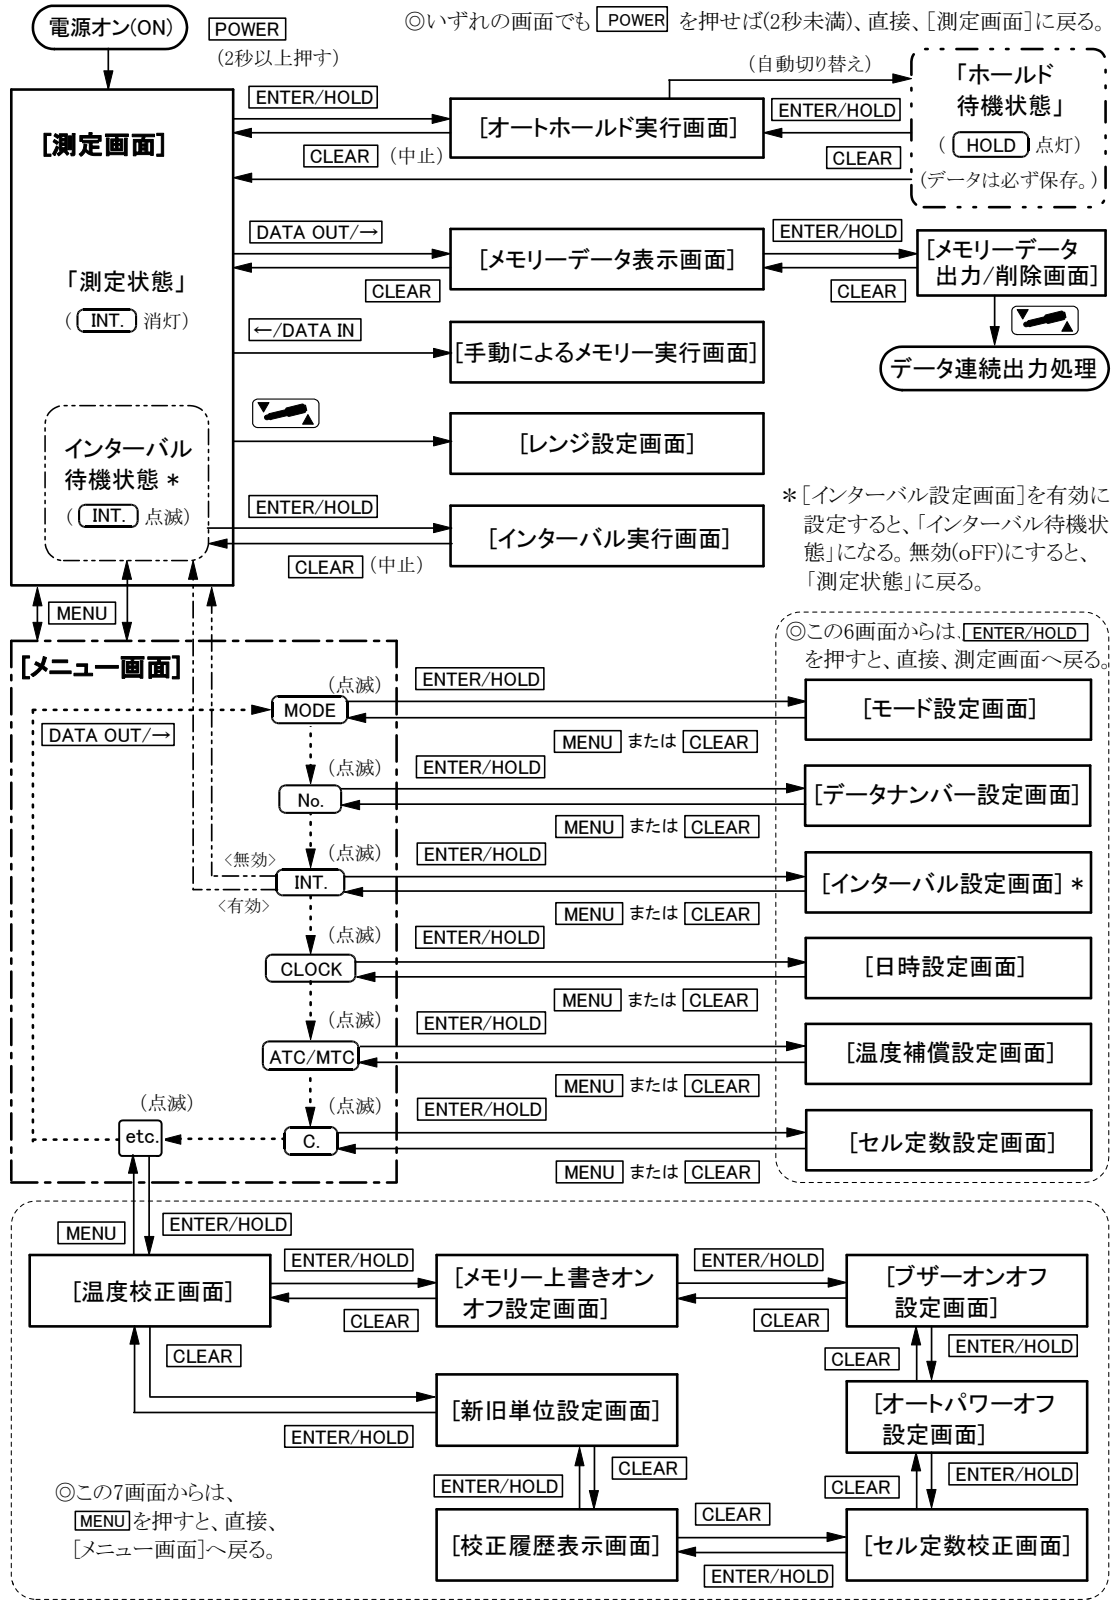 電源オン(ON)
POWER
(2秒以上押す)
◎いずれの画面でも POWER を押せば(2秒未満)、直接、[測定画面]に戻る。
[測定画面]
ENTER/HOLD
[オートホールド実行画面]
CLEAR (中止)
(自動切り替え)
ENTER/HOLD
CLEAR
「ホールド
待機状態」
( HOLD 点灯)
(データは必ず保存。)
「測定状態」
( INT. 消灯)
DATA OUT/→
[メモリーデータ表示画面]
CLEAR
ENTER/HOLD
CLEAR
[メモリーデータ
出力/削除画面]
データ連続出力処理
←/DATA IN
[手動によるメモリー実行画面]
[レンジ設定画面]
インターバル
待機状態 *
( INT. 点滅)
ENTER/HOLD
[インターバル実行画面]
CLEAR (中止)
*[インターバル設定画面]を有効に
設定すると、「インターバル待機状
態」になる。無効(oFF)にすると、
「測定状態」に戻る。
MENU
[メニュー画面]
DATA OUT/→
◎この6画面からは、ENTER/HOLD
を押すと、直接、測定画面へ戻る。
(点滅)
MODE
ENTER/HOLD
[モード設定画面]
MENU または CLEAR
(点滅)
No.
ENTER/HOLD
[データナンバー設定画面]
MENU または CLEAR
(点滅)
<無効>
INT.
<有効>
ENTER/HOLD
[インターバル設定画面] *
MENU または CLEAR
(点滅)
CLOCK
ENTER/HOLD
[日時設定画面]
MENU または CLEAR
(点滅)
ATC/MTC
ENTER/HOLD
[温度補償設定画面]
MENU または CLEAR
(点滅)
C.
ENTER/HOLD
[セル定数設定画面]
MENU または CLEAR
(点滅)
etc.
MENU
ENTER/HOLD
[温度校正画面]
ENTER/HOLD
CLEAR
[メモリー上書きオン
オフ設定画面]
ENTER/HOLD
CLEAR
[ブザーオンオフ
設定画面]
CLEAR
ENTER/HOLD
[オートパワーオフ
設定画面]
CLEAR
ENTER/HOLD
[セル定数校正画面]
CLEAR
ENTER/HOLD
[校正履歴表示画面]
ENTER/HOLD
CLEAR
[新旧単位設定画面]
CLEAR
ENTER/HOLD
◎この7画面からは、
MENUを押すと、直接、
[メニュー画面]へ戻る。